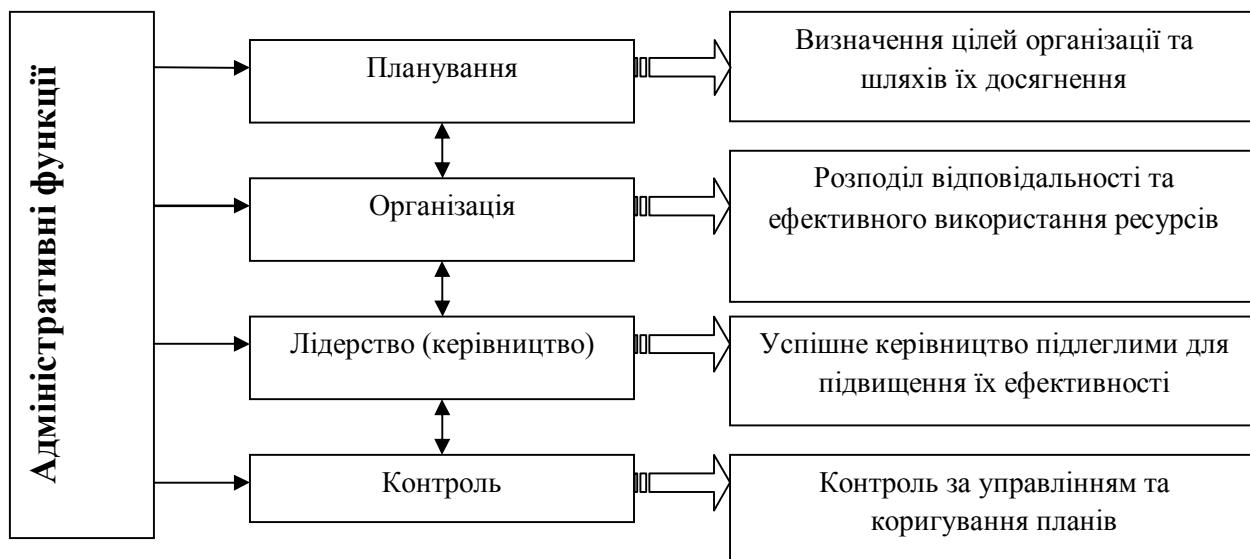 Адміністративні функції
Планування
Визначення цілей організації та
шляхів їх досягнення
Організація
Розподіл відповідальності та
ефективного використання ресурсів
Лідерство (керівництво)
Успішне керівництво підлеглими для
підвищення їх ефективності
Контроль
Контроль за управлінням та
коригування планів